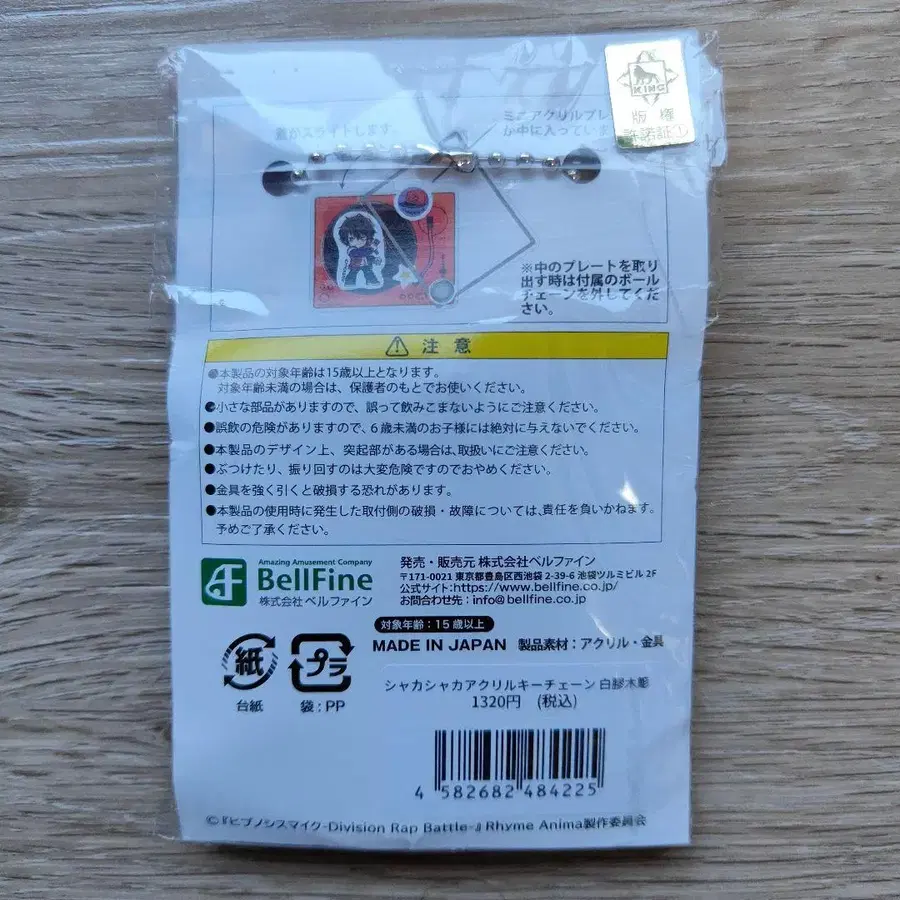 KING
版権
許諾証①
蓋がスライドします。
ミニアクリルプレ
が中に入っていま
※中のプレートを取り
出す時は付属のボール
チェーンを外してくだ
さい。
注意
●本製品の対象年齢は15歳以上となります。
対象年齢未満の場合は、保護者のもとでお使いください。
●小さな部品がありますので、誤って飲みこまないようにご注意ください。
●誤飲の危険がありますので、6歳未満のお子様には絶対に与えないでください。
●本製品のデザイン上、突起部がある場合は、取扱いにご注意ください。
●ぶつけたり、振り回すのは大変危険ですのでおやめください。
●金具を強く引くと破損する恐れがあります。
●本製品の使用時に発生した取付側の破損・故障については、責任を負いかねます。
予めご了承ください。
Amazing Amusement Company
BellFine
株式会社ベルファイン
発売・販売元 株式会社ベルファイン
〒171-0021 東京都豊島区西池袋 2-39-6 池袋ツルミビル 2F
公式サイト:https://www.bellfine.co.jp/
お問合わせ先:info@bellfine.co.jp
対象年齢:15歳以上
MADE IN JAPAN 製品素材:アクリル・金具
紙
台紙
プラ
袋:PP
シャカシャカアクリルキーチェーン 白膠木簓
1320円 (税込)
4 582682 484225
©『ヒプノシスマイク-Division Rap Battle-』Rhyme Anima製作委員会